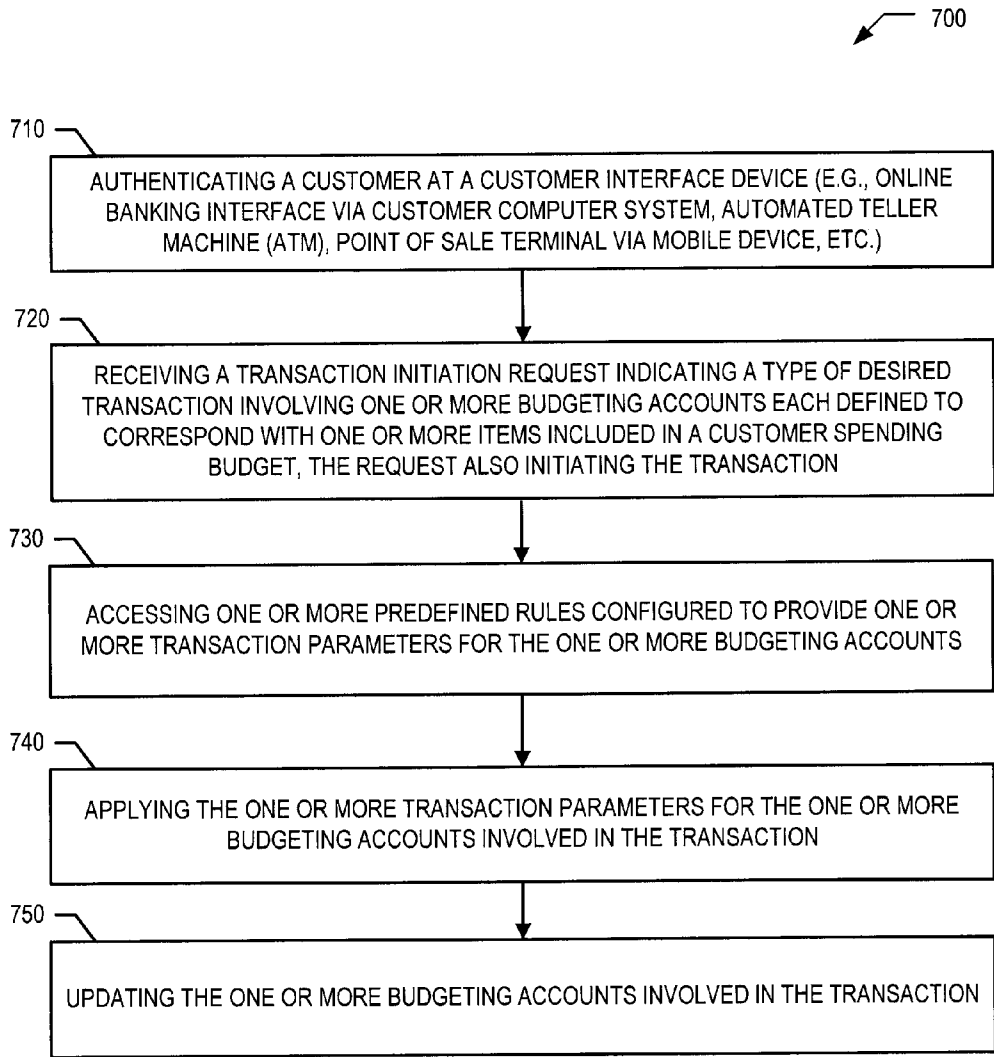 700
710
AUTHENTICATING A CUSTOMER AT A CUSTOMER INTERFACE DEVICE (E.G., ONLINE
BANKING INTERFACE VIA CUSTOMER COMPUTER SYSTEM, AUTOMATED TELLER
MACHINE (ATM), POINT OF SALE TERMINAL VIA MOBILE DEVICE, ETC.)
720
RECEIVING A TRANSACTION INITIATION REQUEST INDICATING A TYPE OF DESIRED
TRANSACTION INVOLVING ONE OR MORE BUDGETING ACCOUNTS EACH DEFINED TO
CORRESPOND WITH ONE OR MORE ITEMS INCLUDED IN A CUSTOMER SPENDING
BUDGET, THE REQUEST ALSO INITIATING THE TRANSACTION
730
ACCESSING ONE OR MORE PREDEFINED RULES CONFIGURED TO PROVIDE ONE OR
MORE TRANSACTION PARAMETERS FOR THE ONE OR MORE BUDGETING ACCOUNTS
740
APPLYING THE ONE OR MORE TRANSACTION PARAMETERS FOR THE ONE OR MORE
BUDGETING ACCOUNTS INVOLVED IN THE TRANSACTION
750
UPDATING THE ONE OR MORE BUDGETING ACCOUNTS INVOLVED IN THE TRANSACTION